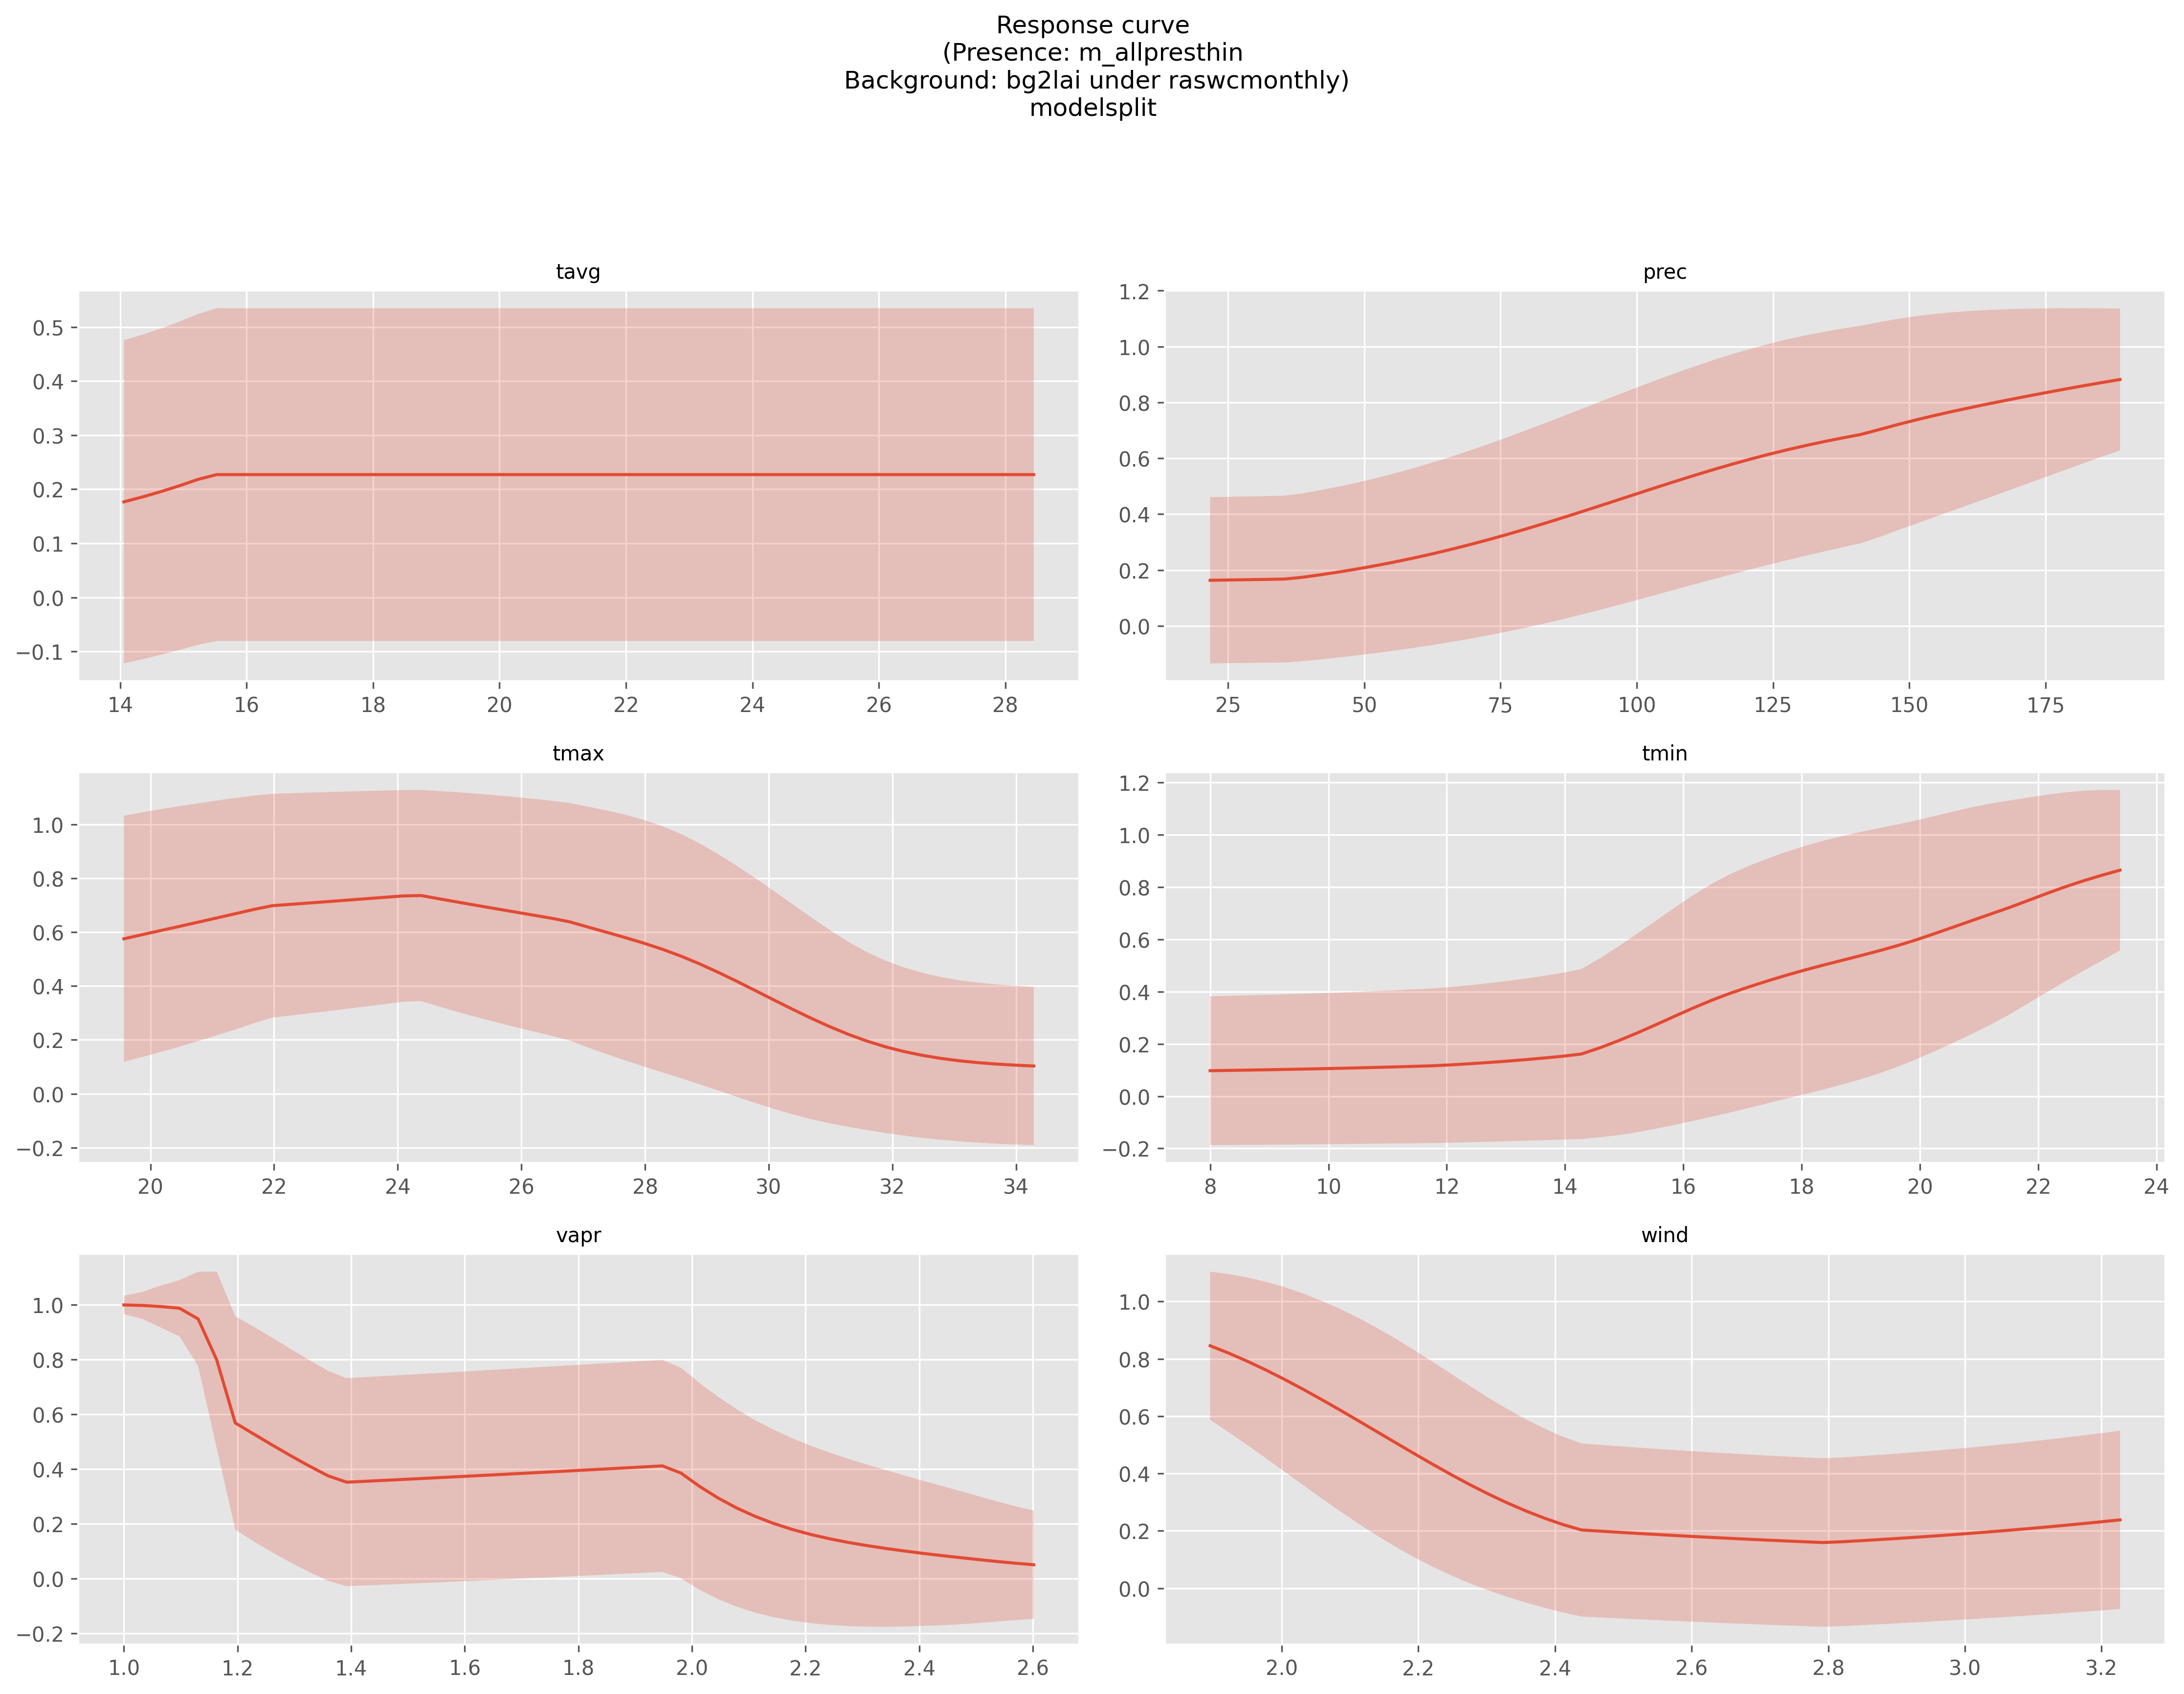 Response curve
(Presence: m_allpresthin
Background: bg2lai under raswcmonthly)
modelsplit
tavg
0.5
0.4
0.3
0.2
0.1
0.0
−0.1
14 16 18 20 22 24 26 28
prec
1.2
1.0
0.8
0.6
0.4
0.2
0.0
25 50 75 100 125 150 175
tmax
1.0
0.8
0.6
0.4
0.2
0.0
−0.2
20 22 24 26 28 30 32 34
tmin
1.2
1.0
0.8
0.6
0.4
0.2
0.0
−0.2
8 10 12 14 16 18 20 22 24
vapr
1.0
0.8
0.6
0.4
0.2
0.0
−0.2
1.0 1.2 1.4 1.6 1.8 2.0 2.2 2.4 2.6
wind
1.0
0.8
0.6
0.4
0.2
0.0
2.0 2.2 2.4 2.6 2.8 3.0 3.2